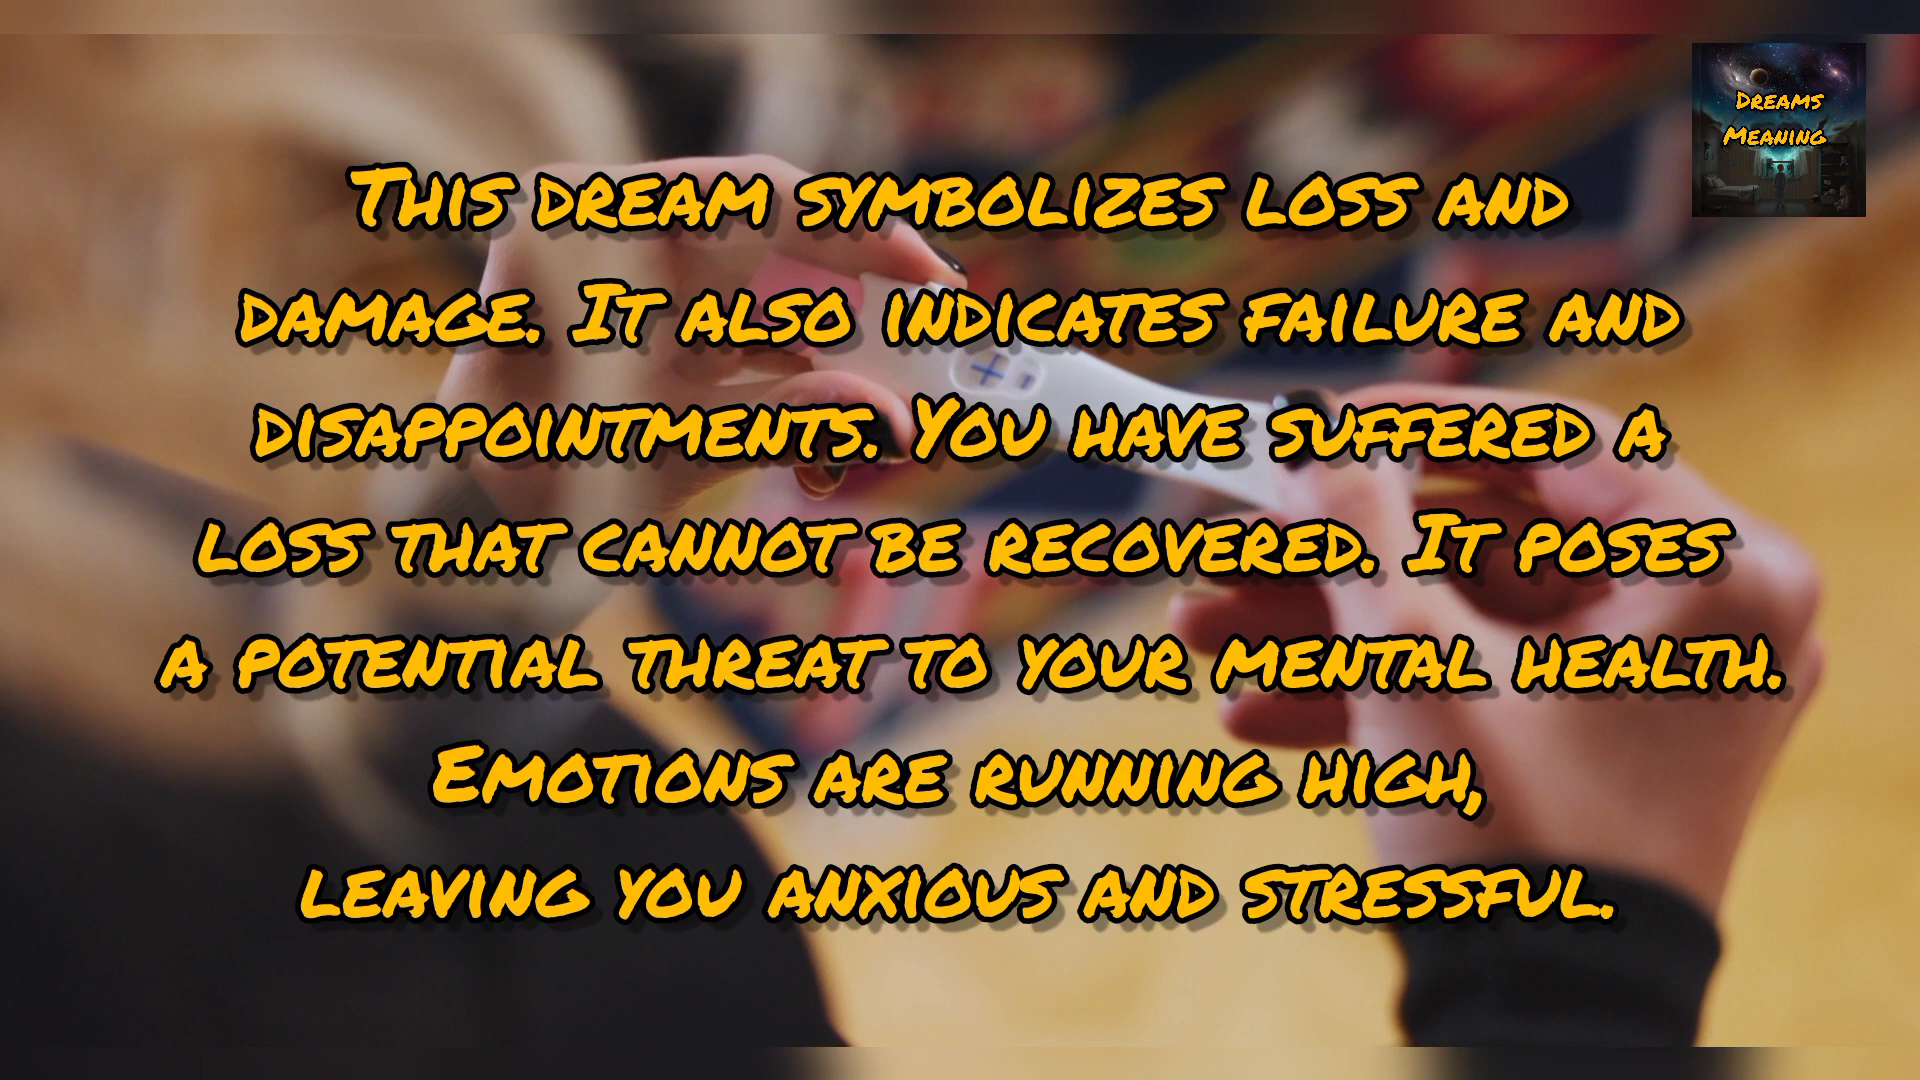 Dreams
Meaning
This dream symbolizes loss and
damage. It also indicates failure and
disappointments. You have suffered a
loss that cannot be recovered. It poses
a potential threat to your mental health.
Emotions are running high,
leaving you anxious and stressful.